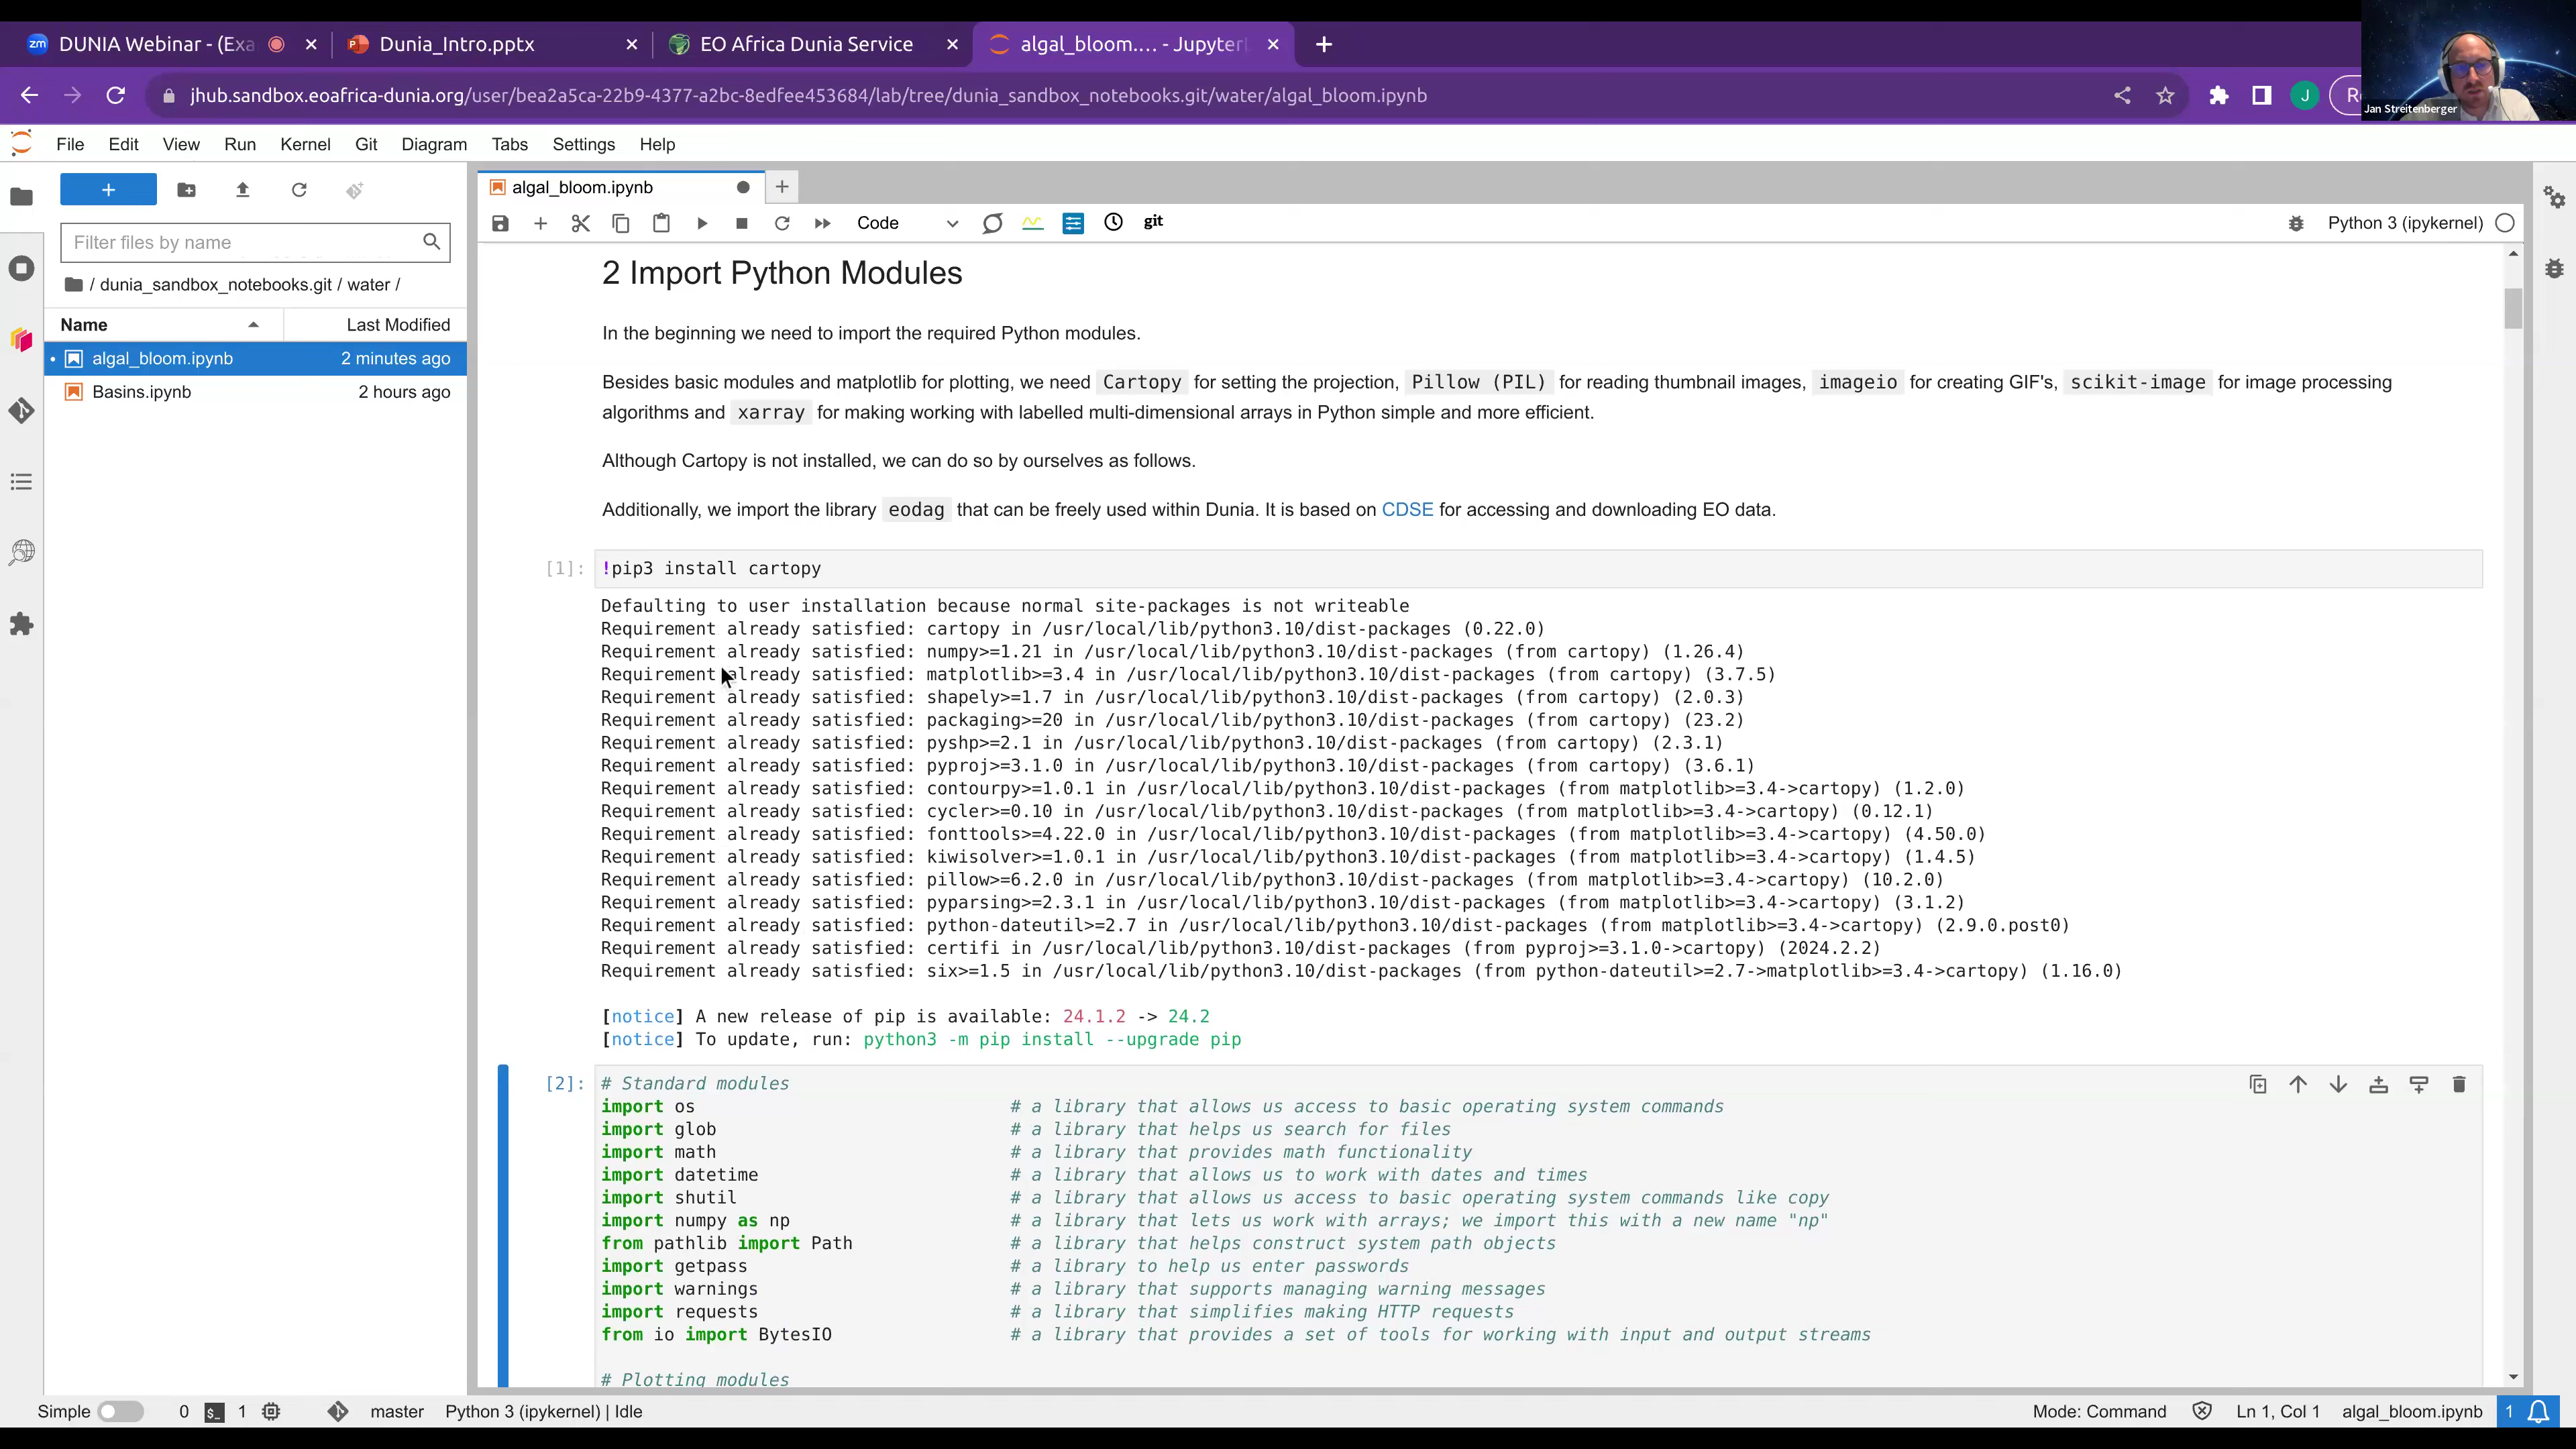 zm DUNIA Webinar - (Exa
Dunia_Intro.pptx
EO Africa Dunia Service
algal_bloom.... - Jupyter
jhub.sandbox.eoafrica-dunia.org/user/bea2a5ca-22b9-4377-a2bc-8edfee453684/lab/tree/dunia_sandbox_notebooks.git/water/algal_bloom.ipynb
J
Jan Streitenberger
File Edit View Run Kernel Git Diagram Tabs Settings Help
algal_bloom.ipynb
Code
git
Python 3 (ipykernel)
Filter files by name
/ dunia_sandbox_notebooks.git / water /
Name Last Modified
algal_bloom.ipynb 2 minutes ago
Basins.ipynb 2 hours ago
2 Import Python Modules
In the beginning we need to import the required Python modules.
Besides basic modules and matplotlib for plotting, we need Cartopy for setting the projection, Pillow (PIL) for reading thumbnail images, imageio for creating GIF's, scikit-image for image processing
algorithms and xarray for making working with labelled multi-dimensional arrays in Python simple and more efficient.
Although Cartopy is not installed, we can do so by ourselves as follows.
Additionally, we import the library eodag that can be freely used within Dunia. It is based on CDSE for accessing and downloading EO data.
[1]: !pip3 install cartopy
Defaulting to user installation because normal site-packages is not writeable
Requirement already satisfied: cartopy in /usr/local/lib/python3.10/dist-packages (0.22.0)
Requirement already satisfied: numpy>=1.21 in /usr/local/lib/python3.10/dist-packages (from cartopy) (1.26.4)
Requirement already satisfied: matplotlib>=3.4 in /usr/local/lib/python3.10/dist-packages (from cartopy) (3.7.5)
Requirement already satisfied: shapely>=1.7 in /usr/local/lib/python3.10/dist-packages (from cartopy) (2.0.3)
Requirement already satisfied: packaging>=20 in /usr/local/lib/python3.10/dist-packages (from cartopy) (23.2)
Requirement already satisfied: pyshp>=2.1 in /usr/local/lib/python3.10/dist-packages (from cartopy) (2.3.1)
Requirement already satisfied: pyproj>=3.1.0 in /usr/local/lib/python3.10/dist-packages (from cartopy) (3.6.1)
Requirement already satisfied: contourpy>=1.0.1 in /usr/local/lib/python3.10/dist-packages (from matplotlib>=3.4->cartopy) (1.2.0)
Requirement already satisfied: cycler>=0.10 in /usr/local/lib/python3.10/dist-packages (from matplotlib>=3.4->cartopy) (0.12.1)
Requirement already satisfied: fonttools>=4.22.0 in /usr/local/lib/python3.10/dist-packages (from matplotlib>=3.4->cartopy) (4.50.0)
Requirement already satisfied: kiwisolver>=1.0.1 in /usr/local/lib/python3.10/dist-packages (from matplotlib>=3.4->cartopy) (1.4.5)
Requirement already satisfied: pillow>=6.2.0 in /usr/local/lib/python3.10/dist-packages (from matplotlib>=3.4->cartopy) (10.2.0)
Requirement already satisfied: pyparsing>=2.3.1 in /usr/local/lib/python3.10/dist-packages (from matplotlib>=3.4->cartopy) (3.1.2)
Requirement already satisfied: python-dateutil>=2.7 in /usr/local/lib/python3.10/dist-packages (from matplotlib>=3.4->cartopy) (2.9.0.post0)
Requirement already satisfied: certifi in /usr/local/lib/python3.10/dist-packages (from pyproj>=3.1.0->cartopy) (2024.2.2)
Requirement already satisfied: six>=1.5 in /usr/local/lib/python3.10/dist-packages (from python-dateutil>=2.7->matplotlib>=3.4->cartopy) (1.16.0)
[notice] A new release of pip is available: 24.1.2 -> 24.2
[notice] To update, run: python3 -m pip install --upgrade pip
[2]: # Standard modules
import os # a library that allows us access to basic operating system commands
import glob # a library that helps us search for files
import math # a library that provides math functionality
import datetime # a library that allows us to work with dates and times
import shutil # a library that allows us access to basic operating system commands like copy
import numpy as np # a library that lets us work with arrays; we import this with a new name "np"
from pathlib import Path # a library that helps construct system path objects
import getpass # a library to help us enter passwords
import warnings # a library that supports managing warning messages
import requests # a library that simplifies making HTTP requests
from io import BytesIO # a library that provides a set of tools for working with input and output streams
# Plotting modules
Simple 0 $_ 1 master Python 3 (ipykernel) | Idle Mode: Command Ln 1, Col 1 algal_bloom.ipynb 1